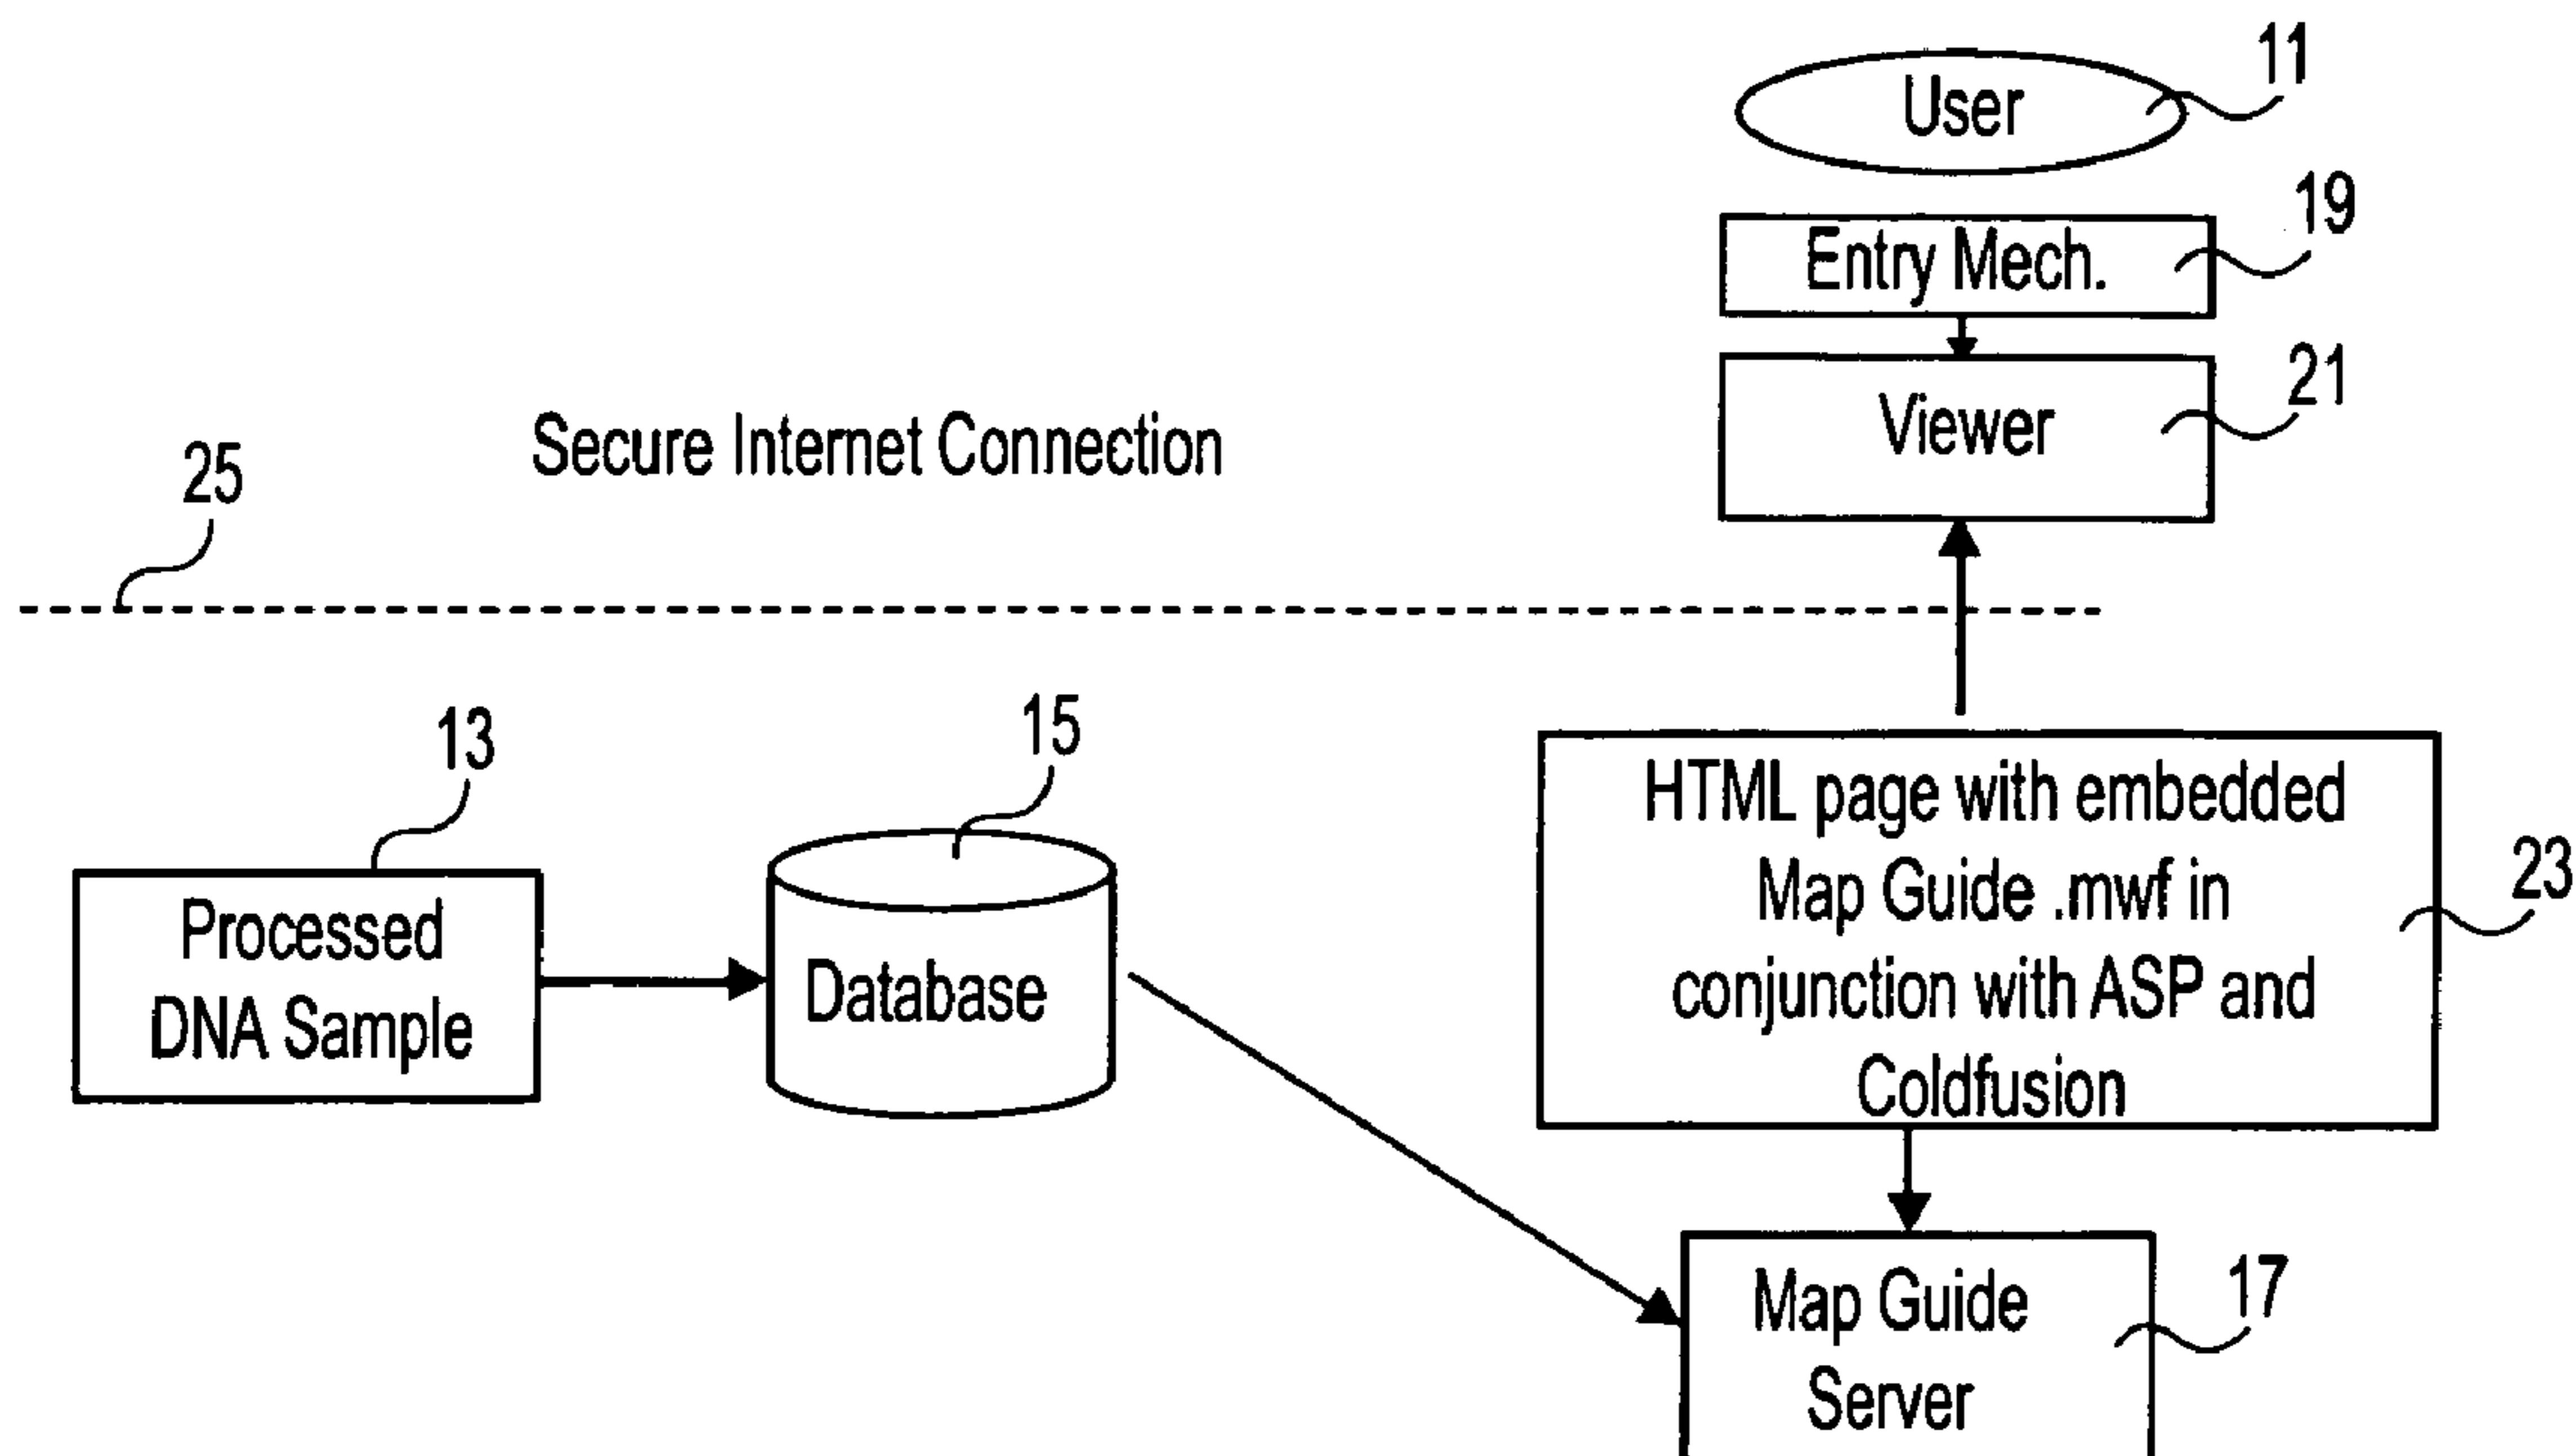 11
User
19
Entry Mech.
21
Viewer
Secure Internet Connection
25
13
15
Processed
DNA Sample
Database
HTML page with embedded
Map Guide .mwf in
conjunction with ASP and
Coldfusion
23
Map Guide
Server
17